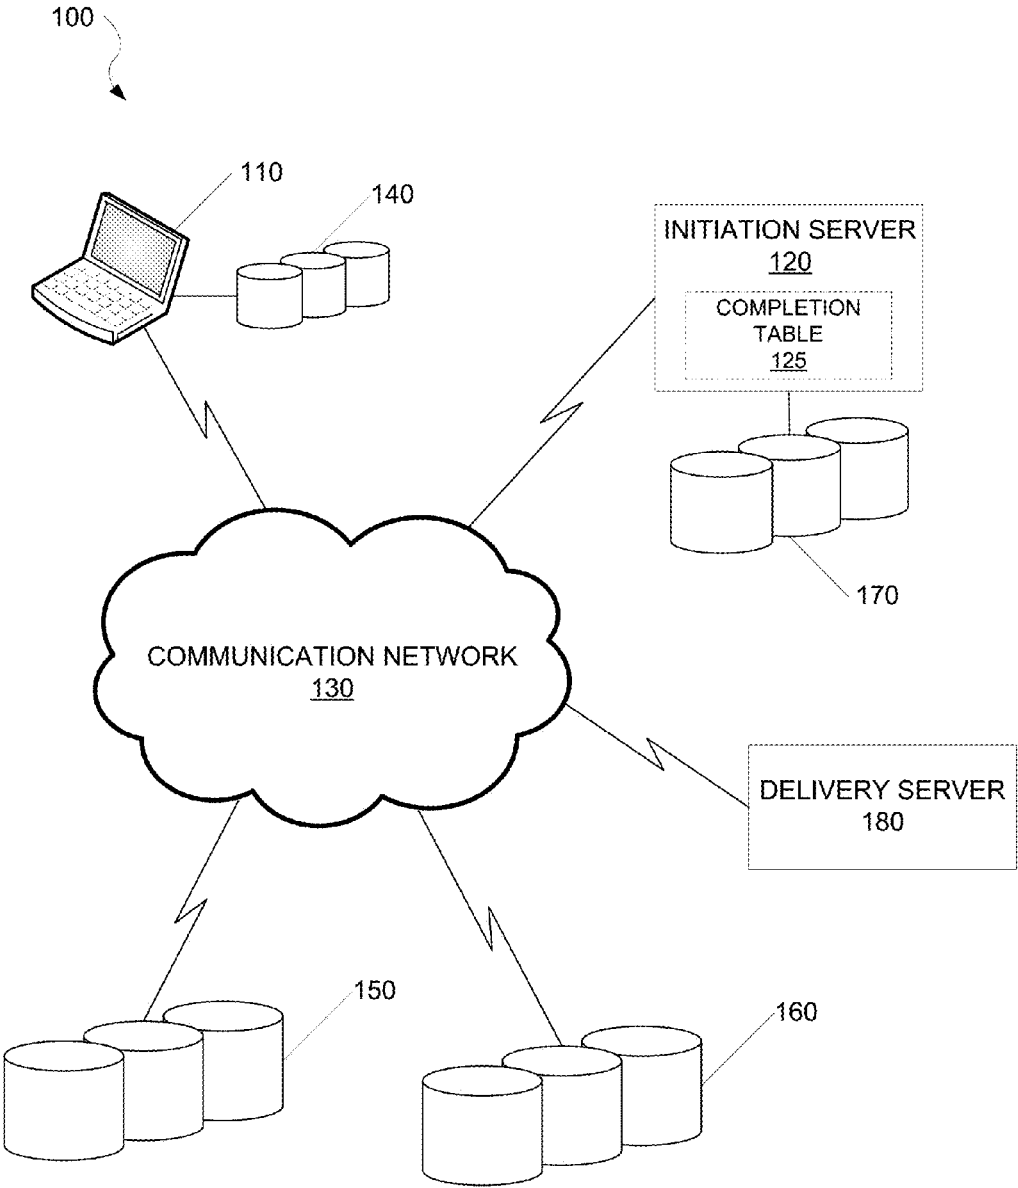 100
110
140
INITIATION SERVER
120
COMPLETION
TABLE
125
170
COMMUNICATION NETWORK
130
DELIVERY SERVER
180
150
160